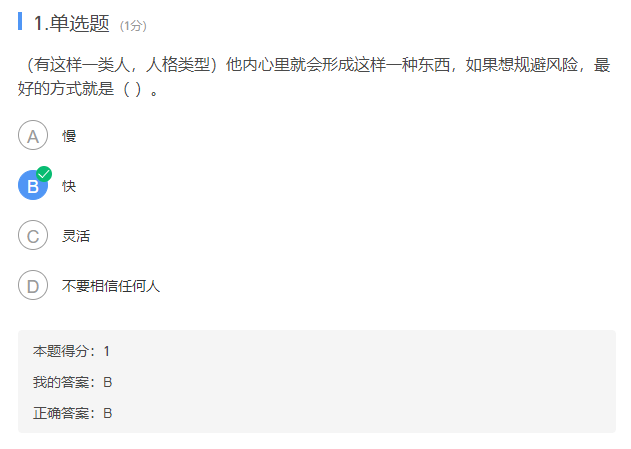 1.单选题 (1分)
（有这样一类人，人格类型）他内心里就会形成这样一种东西，如果想规避风险，最
好的方式就是（ ）。
A 慢
B 快
C 灵活
D 不要相信任何人
本题得分：1
我的答案：B
正确答案：B